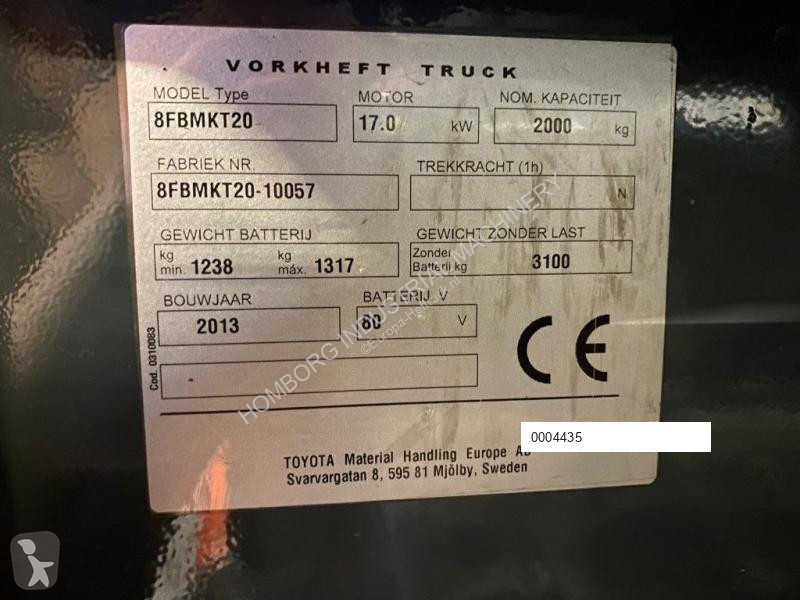 VORKHEFT TRUCK
MODEL Type MOTOR NOM. KAPACITEIT
8FBMKT20 17.0 kW 2000 kg
FABRIEK NR. TREKKRACHT (1h)
8FBMKT20-10057 N
GEWICHT BATTERIJ GEWICHT ZONDER LAST
kg min. 1238 kg máx. 1317 Zonder Batterij kg 3100
BOUWJAAR BATTERIJ. V
2013 80 V
Cod. 0310083
CE
0004435
TOYOTA Material Handling Europe AB
Svarvargatan 8, 595 81 Mjölby, Sweden
HOMBORG INDUSTRIAL MACHINERY